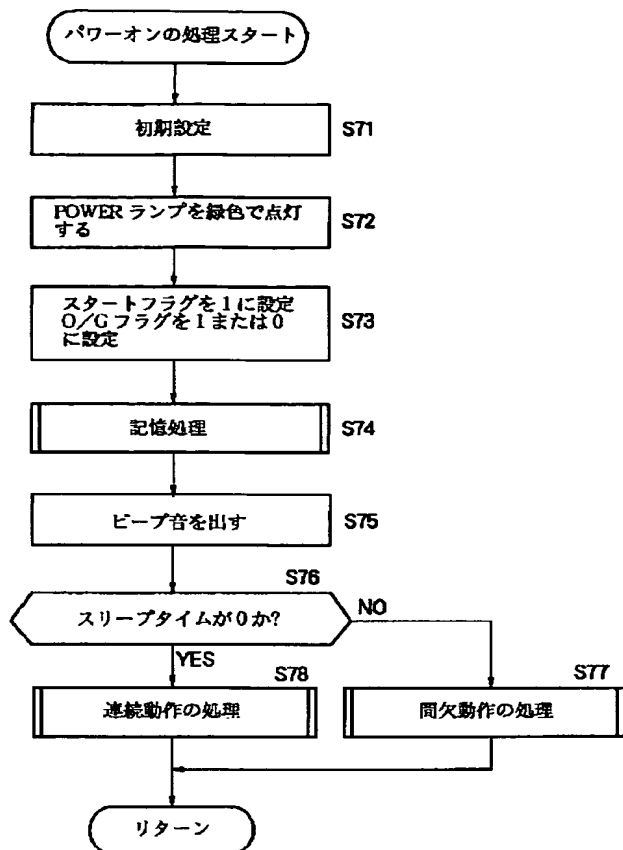 パワーオンの処理スタート
初期設定
S71
POWER ランプを緑色で点灯
する
S72
スタートフラグを1に設定
O/G フラグを1または0
に設定
S73
記憶処理
S74
ビープ音を出す
S75
S76
スリープタイムが0か?
NO
YES
S78
S77
連続動作の処理
間欠動作の処理
リターン